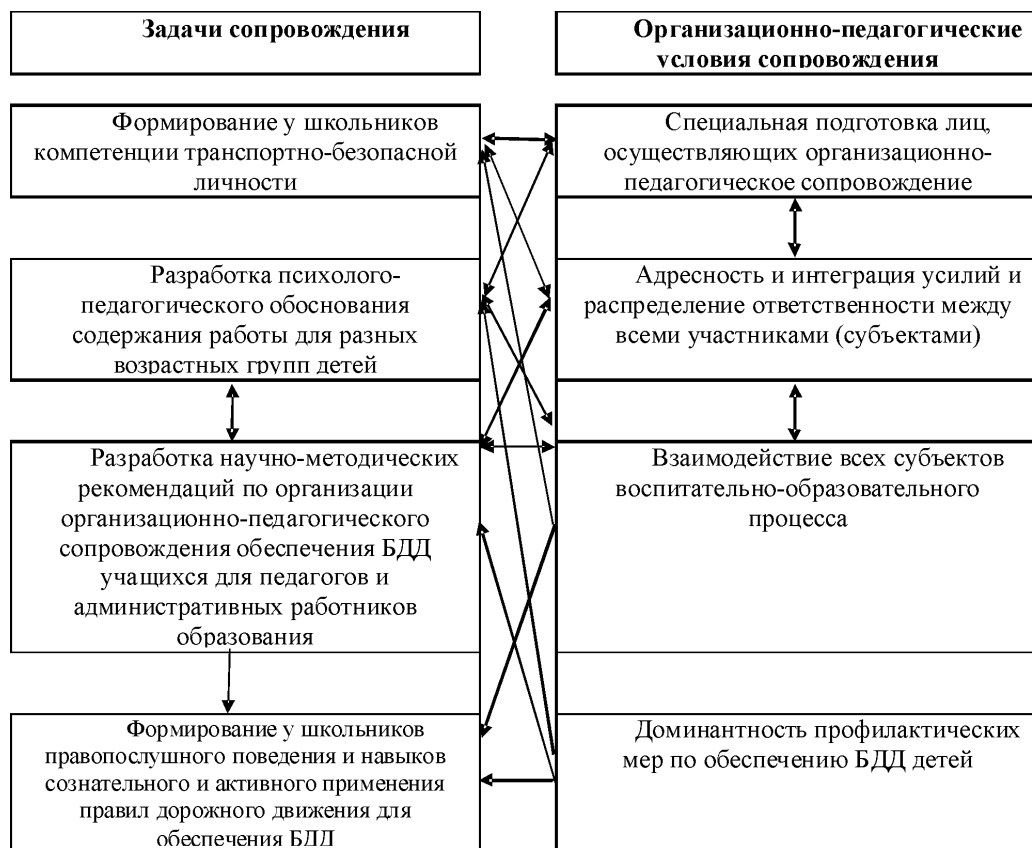 Задачи сопровождения
Организационно-педагогические
условия сопровождения
Формирование у школьников
компетенции транспортно-безопасной
личности
Специальная подготовка лиц,
осуществляющих организационно-
педагогическое сопровождение
Разработка психолого-
педагогического обоснования
содержания работы для разных
возрастных групп детей
Адресность и интеграция усилий и
распределение ответственности между
всеми участниками (субъектами)
Разработка научно-методических
рекомендаций по организации
организационно-педагогического
сопровождения обеспечения БДД
учащихся для педагогов и
административных работников
образования
Взаимодействие всех субъектов
воспитательно-образовательного
процесса
Формирование у школьников
правопослушного поведения и навыков
сознательного и активного применения
правил дорожного движения для
обеспечения БДД
Доминантность профилактических
мер по обеспечению БДД детей